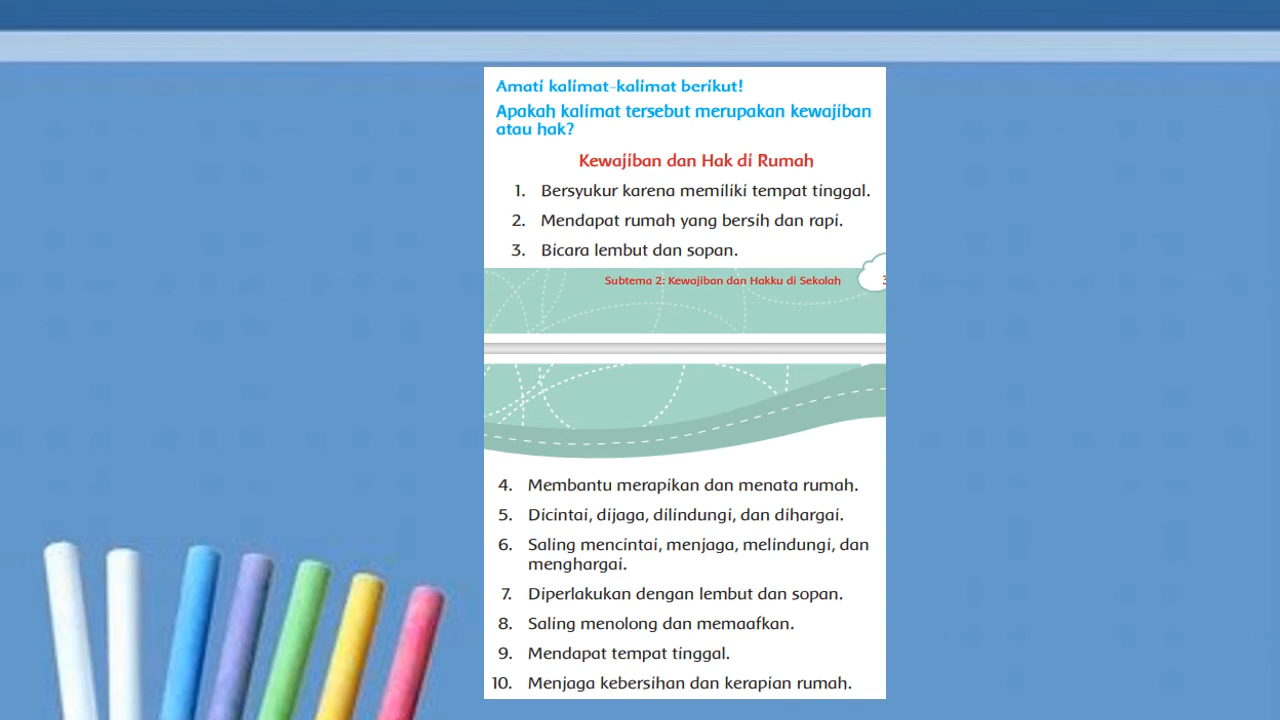 Amati kalimat-kalimat berikut!
Apakah kalimat tersebut merupakan kewajiban
atau hak?
Kewajiban dan Hak di Rumah
1. Bersyukur karena memiliki tempat tinggal.
2. Mendapat rumah yang bersih dan rapi.
3. Bicara lembut dan sopan.
Subtema 2: Kewajiban dan Hakku di Sekolah
4. Membantu merapikan dan menata rumah.
5. Dicintai, dijaga, dilindungi, dan dihargai.
6. Saling mencintai, menjaga, melindungi, dan
menghargai.
7. Diperlakukan dengan lembut dan sopan.
8. Saling menolong dan memaafkan.
9. Mendapat tempat tinggal.
10. Menjaga kebersihan dan kerapian rumah.